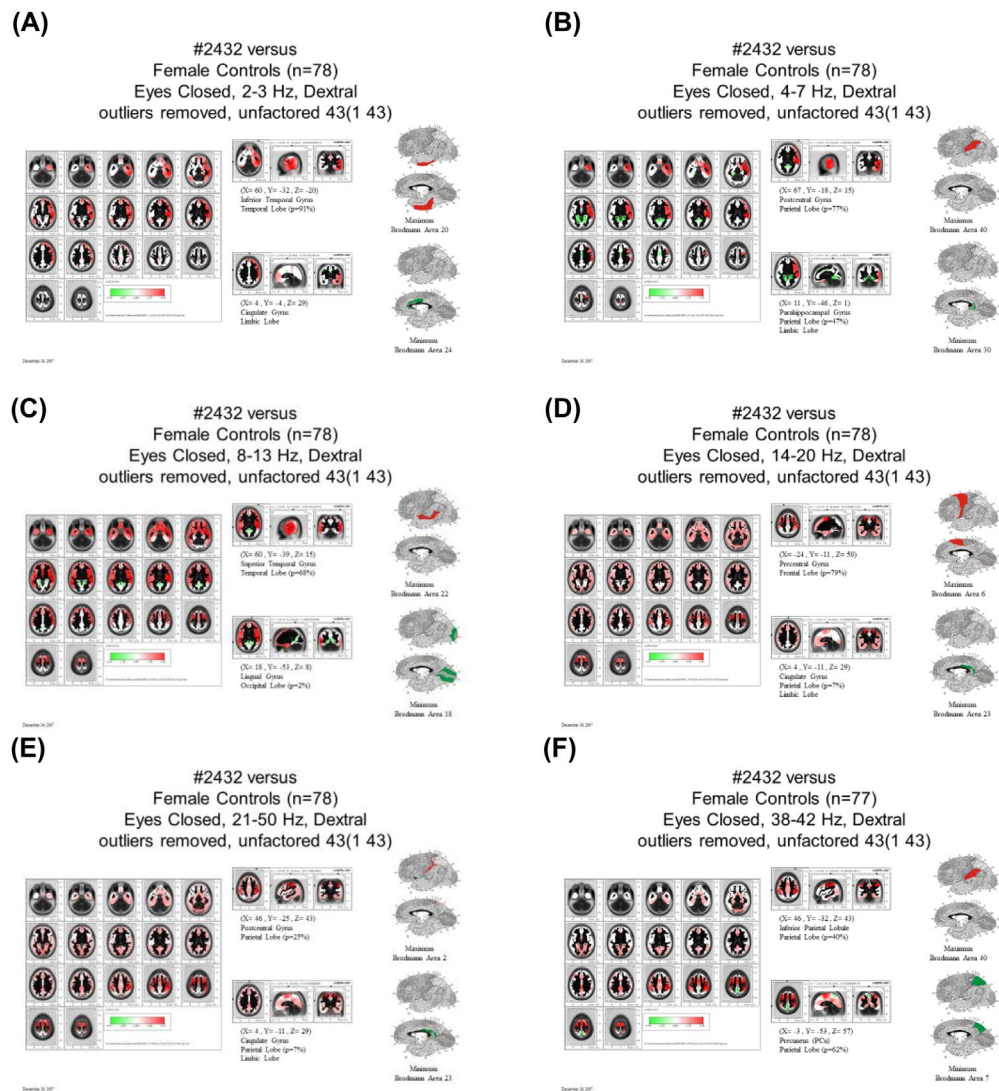 (A)
#2432 versus
Female Controls (n=78)
Eyes Closed, 2-3 Hz, Dextral
outliers removed, unfactored 43(1 43)
(X= 60 , Y= -32, Z= -20)
Inferior Temporal Gyrus
Temporal Lobe (p=91%)
Maximum
Brodmann Area 20
(X= 4 , Y= -4 , Z= 29)
Cingulate Gyrus
Limbic Lobe
Minimum
Brodmann Area 24
(B)
#2432 versus
Female Controls (n=78)
Eyes Closed, 4-7 Hz, Dextral
outliers removed, unfactored 43(1 43)
(X= 67 , Y= -18, Z= 15)
Postcentral Gyrus
Parietal Lobe (p=77%)
Maximum
Brodmann Area 40
(X= 11 , Y= -46, Z= 1)
Parahippocampal Gyrus
Parietal Lobe (p=47%)
Limbic Lobe
Minimum
Brodmann Area 30
(C)
#2432 versus
Female Controls (n=78)
Eyes Closed, 8-13 Hz, Dextral
outliers removed, unfactored 43(1 43)
(X= 60 , Y= -39, Z= 15)
Superior Temporal Gyrus
Temporal Lobe (p=68%)
Maximum
Brodmann Area 22
(X= 18 , Y= -53, Z= 8)
Lingual Gyrus
Occipital Lobe (p=2%)
Minimum
Brodmann Area 18
(D)
#2432 versus
Female Controls (n=78)
Eyes Closed, 14-20 Hz, Dextral
outliers removed, unfactored 43(1 43)
(X= -24 , Y= -11, Z= 50)
Precentral Gyrus
Frontal Lobe (p=79%)
Maximum
Brodmann Area 6
(X= 4 , Y= -11, Z= 29)
Cingulate Gyrus
Parietal Lobe (p=7%)
Limbic Lobe
Minimum
Brodmann Area 23
(E)
#2432 versus
Female Controls (n=78)
Eyes Closed, 21-50 Hz, Dextral
outliers removed, unfactored 43(1 43)
(X= 46 , Y= -25, Z= 43)
Postcentral Gyrus
Parietal Lobe (p=25%)
Maximum
Brodmann Area 2
(X= 4 , Y= -11, Z= 29)
Cingulate Gyrus
Parietal Lobe (p=7%)
Limbic Lobe
Minimum
Brodmann Area 23
(F)
#2432 versus
Female Controls (n=77)
Eyes Closed, 38-42 Hz, Dextral
outliers removed, unfactored 43(1 43)
(X= 46 , Y= -32, Z= 43)
Inferior Parietal Lobule
Parietal Lobe (p=40%)
Maximum
Brodmann Area 40
(X= -3 , Y= -53, Z= 57)
Precuneus (PCu)
Parietal Lobe (p=62%)
Minimum
Brodmann Area 7